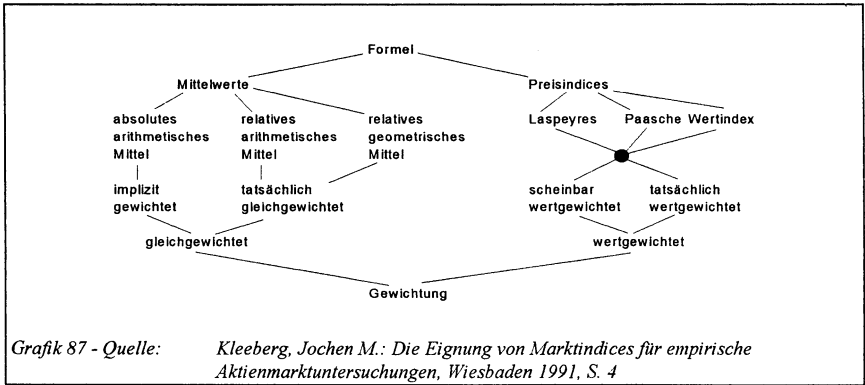 Formel
Mittelwerte Preisindices
absolutes relatives relatives Laspeyres Paasche Wertindex
arithmetisches arithmetisches geometrisches
Mittel Mittel Mittel
implizit tatsächlich scheinbar tatsächlich
gewichtet gleichgewichtet wertgewichtet wertgewichtet
gleichgewichtet wertgewichtet
Gewichtung
Grafik 87 - Quelle: Kleeberg, Jochen M.: Die Eignung von Marktindices für empirische
Aktienmarktuntersuchungen, Wiesbaden 1991, S. 4